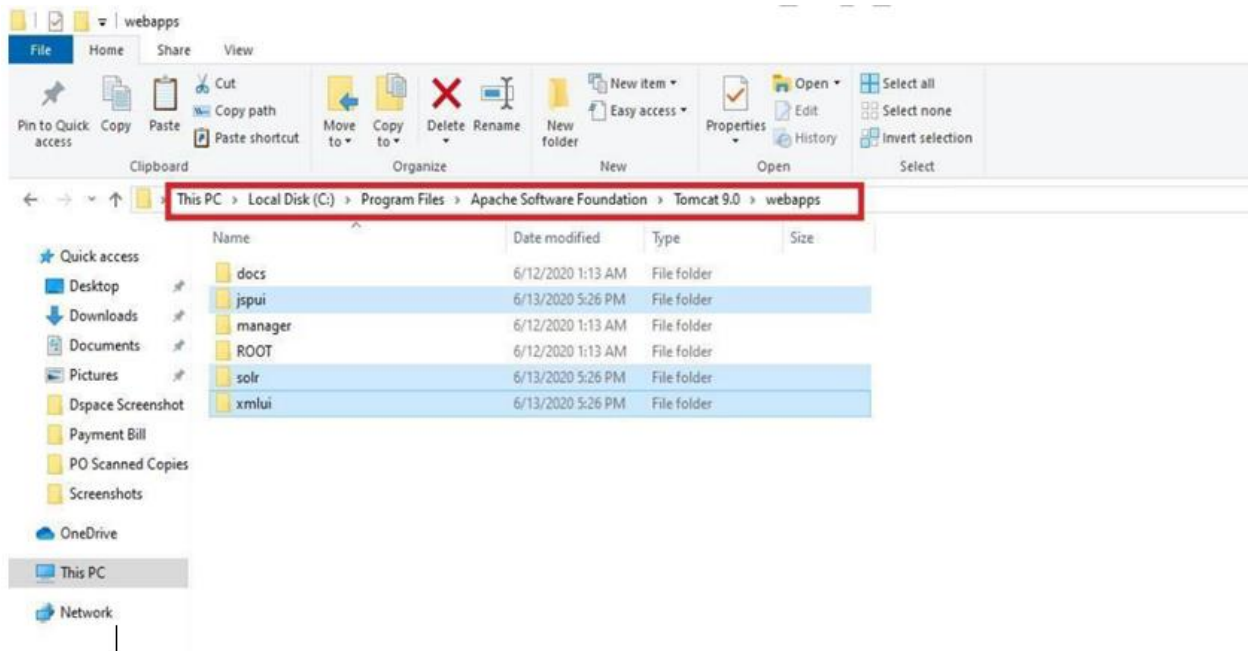 webapps
File Home Share View
Pin to Quick access Copy Paste Cut Copy path Paste shortcut Move to Copy to Delete Rename New folder New item Easy access Properties Open Edit History Select all Select none Invert selection
Clipboard Organize New Open Select
This PC > Local Disk (C:) > Program Files > Apache Software Foundation > Tomcat 9.0 > webapps
Name Date modified Type Size
Quick access
Desktop
Downloads
Documents
Pictures
Dspace Screenshot
Payment Bill
PO Scanned Copies
Screenshots
OneDrive
This PC
Network
docs 6/12/2020 1:13 AM File folder
jspui 6/13/2020 5:26 PM File folder
manager 6/12/2020 1:13 AM File folder
ROOT 6/12/2020 1:13 AM File folder
solr 6/13/2020 5:26 PM File folder
xmlui 6/13/2020 5:26 PM File folder